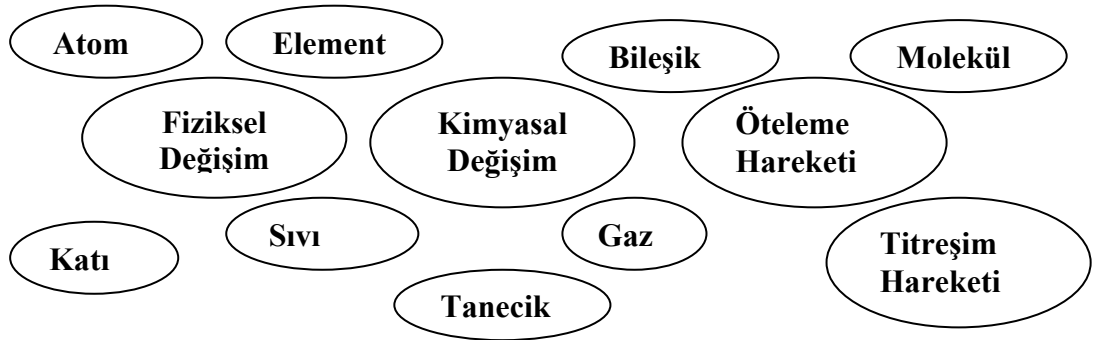 Atom
Element
Bileşik
Molekül
Fiziksel
Değişim
Kimyasal
Değişim
Öteleme
Hareketi
Katı
Sıvı
Gaz
Titreşim
Hareketi
Tanecik